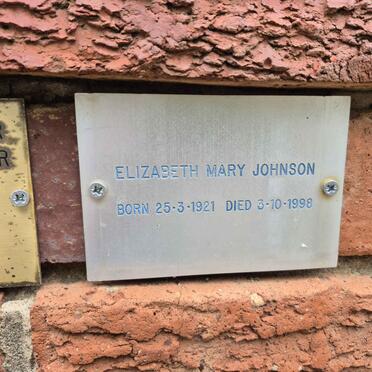 ELIZABETH MARY JOHNSON
BORN 25-3-1921 DIED 3-10-1998